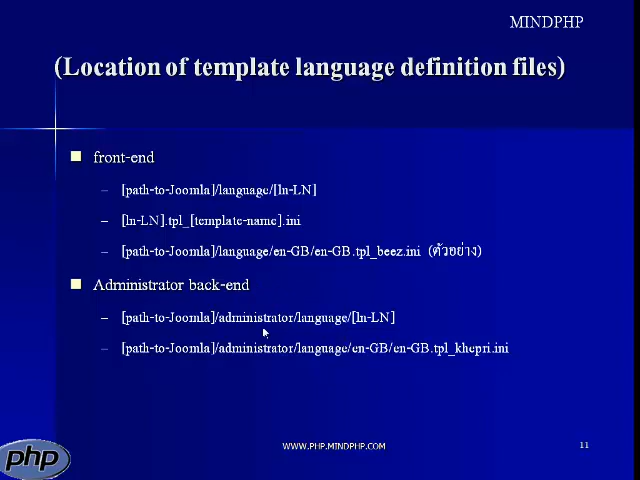 MINDPHP
(Location of template language definition files)
front-end
– [path-to-Joomla]/language/[ln-LN]
– [ln-LN].tpl_[template-name].ini
– [path-to-Joomla]/language/en-GB/en-GB.tpl_beez.ini (ตัวอย่าง)
Administrator back-end
– [path-to-Joomla]/administrator/language/[ln-LN]
– [path-to-Joomla]/administrator/language/en-GB/en-GB.tpl_khepri.ini
WWW.PHP.MINDPHP.COM
11
php